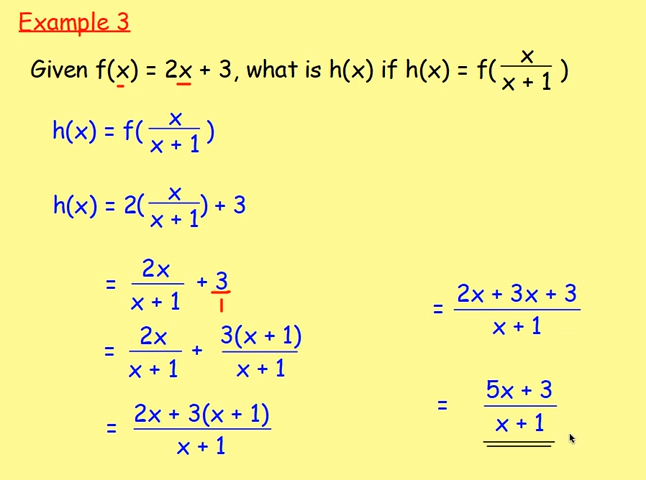 Example 3
Given f(x) = 2x + 3, what is h(x) if h(x) = f(x/(x + 1))
h(x) = f(x/(x + 1))
h(x) = 2(x/(x + 1)) + 3
= 2x/(x + 1) + 3/1
= 2x/(x + 1) + 3(x + 1)/(x + 1)
= (2x + 3(x + 1))/(x + 1)
= (2x + 3x + 3)/(x + 1)
= (5x + 3)/(x + 1)